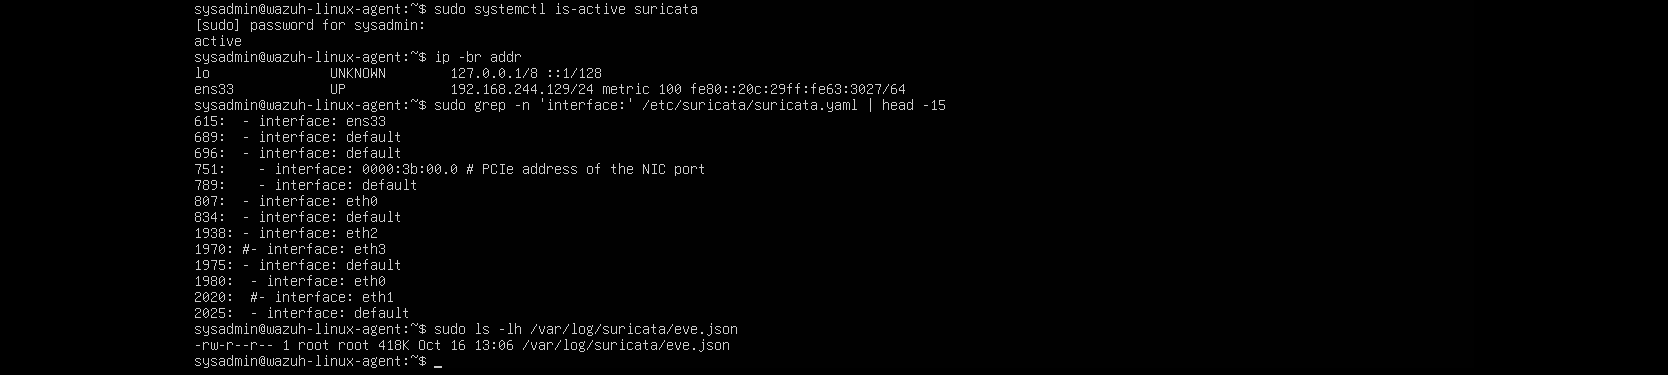 sysadmin@wazuh-linux-agent:~$ sudo systemctl is-active suricata
[sudo] password for sysadmin:
active
sysadmin@wazuh-linux-agent:~$ ip -br addr
lo               UNKNOWN        127.0.0.1/8 ::1/128
ens33            UP             192.168.244.129/24 metric 100 fe80::20c:29ff:fe63:3027/64
sysadmin@wazuh-linux-agent:~$ sudo grep -n 'interface:' /etc/suricata/suricata.yaml | head -15
615:  - interface: ens33
689:  - interface: default
696:  - interface: default
751:    - interface: 0000:3b:00.0 # PCIe address of the NIC port
789:    - interface: default
807:  - interface: eth0
834:  - interface: default
1938: - interface: eth2
1970: #- interface: eth3
1975: - interface: default
1980:  - interface: eth0
2020:  #- interface: eth1
2025:  - interface: default
sysadmin@wazuh-linux-agent:~$ sudo ls -lh /var/log/suricata/eve.json
-rw-r--r-- 1 root root 418K Oct 16 13:06 /var/log/suricata/eve.json
sysadmin@wazuh-linux-agent:~$ _